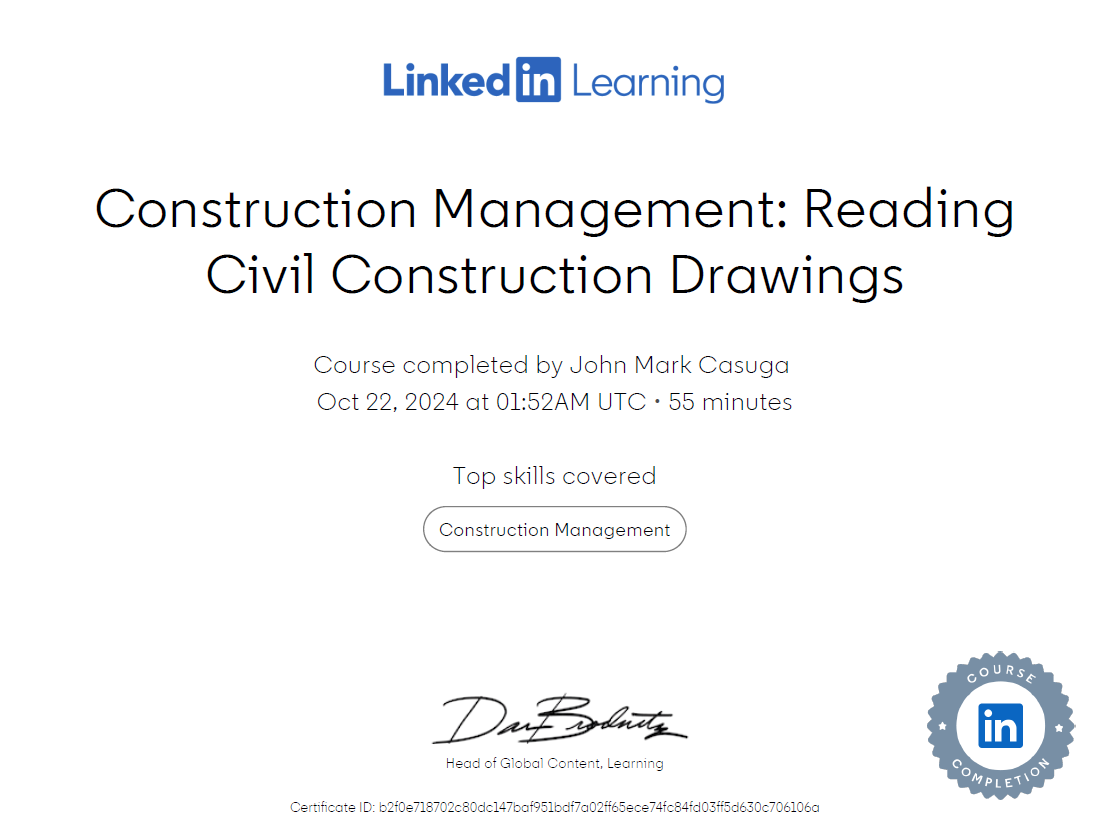 Linkedin Learning
Construction Management: Reading
Civil Construction Drawings
Course completed by John Mark Casuga
Oct 22, 2024 at 01:52AM UTC • 55 minutes
Top skills covered
Construction Management
Dan Brodnitz
Head of Global Content, Learning
COURSE
in
COMPLETION
Certificate ID: b2f0e718702c80dc147baf951bdf7a02ff65ece74fc84fd03ff5d630c706106a